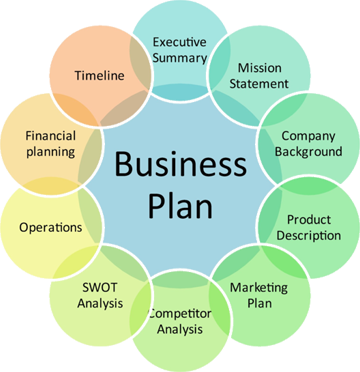 Executive
Summary
Mission
Statement
Company
Background
Product
Description
Marketing
Plan
Competitor
Analysis
SWOT
Analysis
Operations
Financial
planning
Timeline
Business
Plan